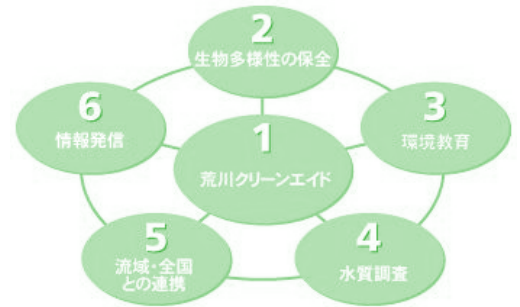 1
荒川クリーンエイド
2
生物多様性の保全
3
環境教育
4
水質調査
5
流域・全国
との連携
6
情報発信